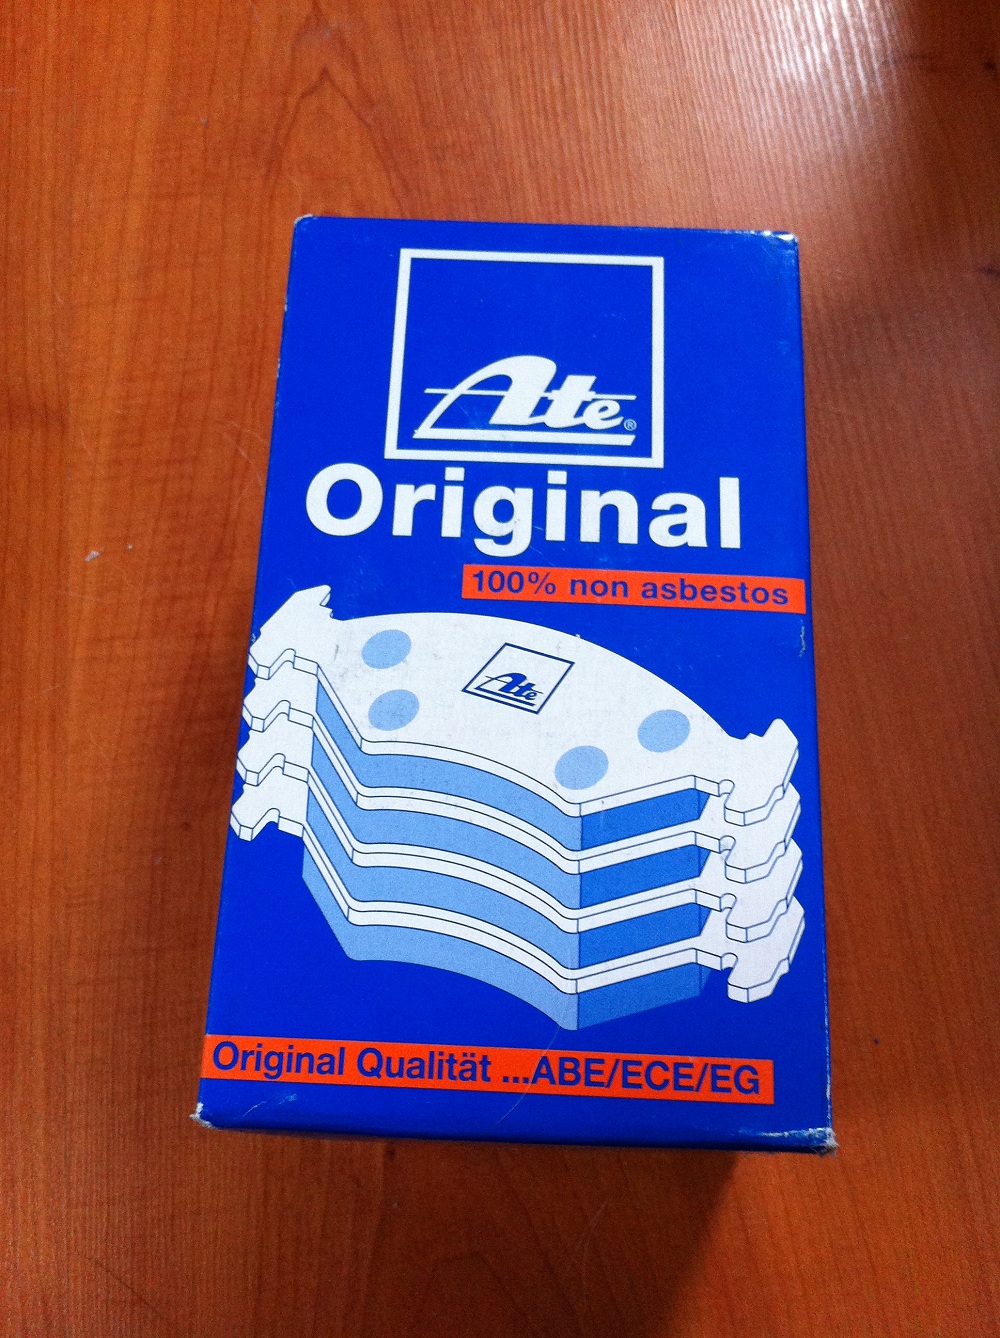 Ate®
Original
100% non asbestos
Ate
Original Qualität ...ABE/ECE/EG